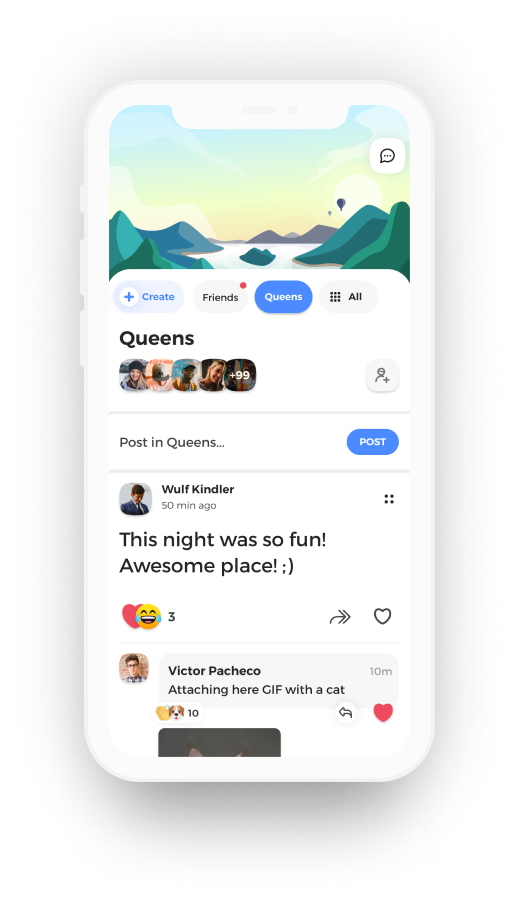 Create
Friends
Queens
All
Queens
+99
Post in Queens...
POST
Wulf Kindler
50 min ago
This night was so fun!
Awesome place! ;)
3
Victor Pacheco
10m
Attaching here GIF with a cat
10